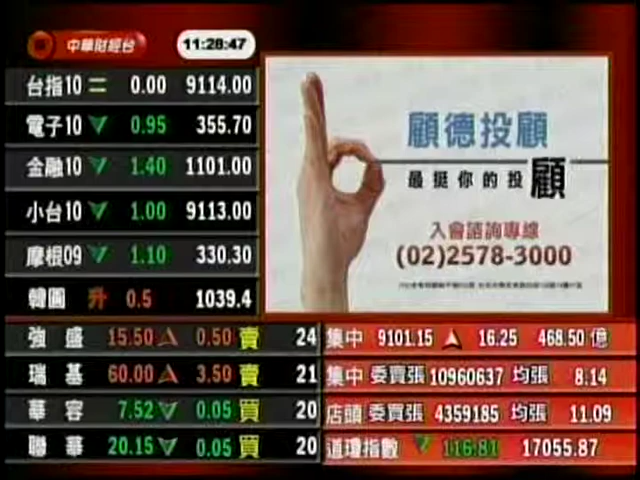 中華財經台 11:28:47
台指10 0.00 9114.00
電子10 0.95 355.70
金融10 1.40 1101.00
小台10 1.00 9113.00
摩根09 1.10 330.30
韓圜 升 0.5 1039.4
顧德投顧
最挺你的投顧
入會諮詢專線
(02)2578-3000
強盛 15.50 0.50 賣 24
瑞基 60.00 3.50 賣 21
華容 7.52 0.05 買 20
聯華 20.15 0.05 買 20
集中 9101.15 16.25 468.50 億
集中 委買張 10960637 均張 8.14
店頭 委買張 4359185 均張 11.09
道瓊指數 116.81 17055.87